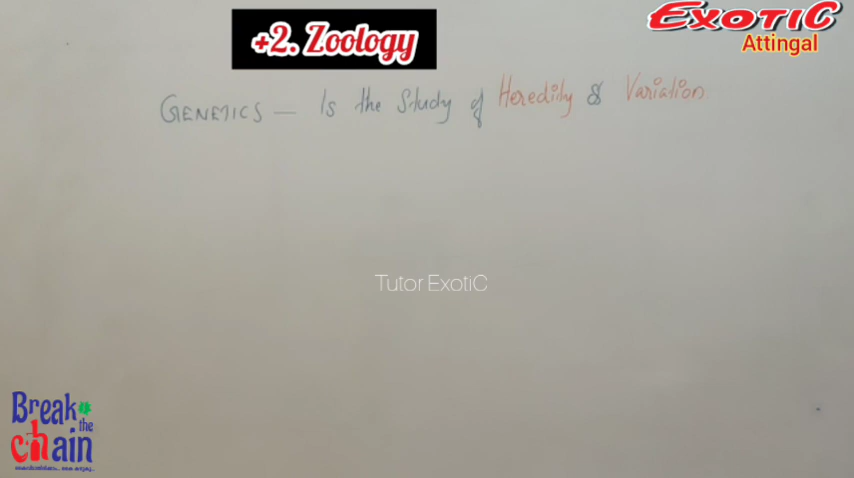 +2. Zoology
EXOTIC
Attingal
GENETICS — Is the Study of Heredity & Variation
Tutor ExotiC
Break
the
chain